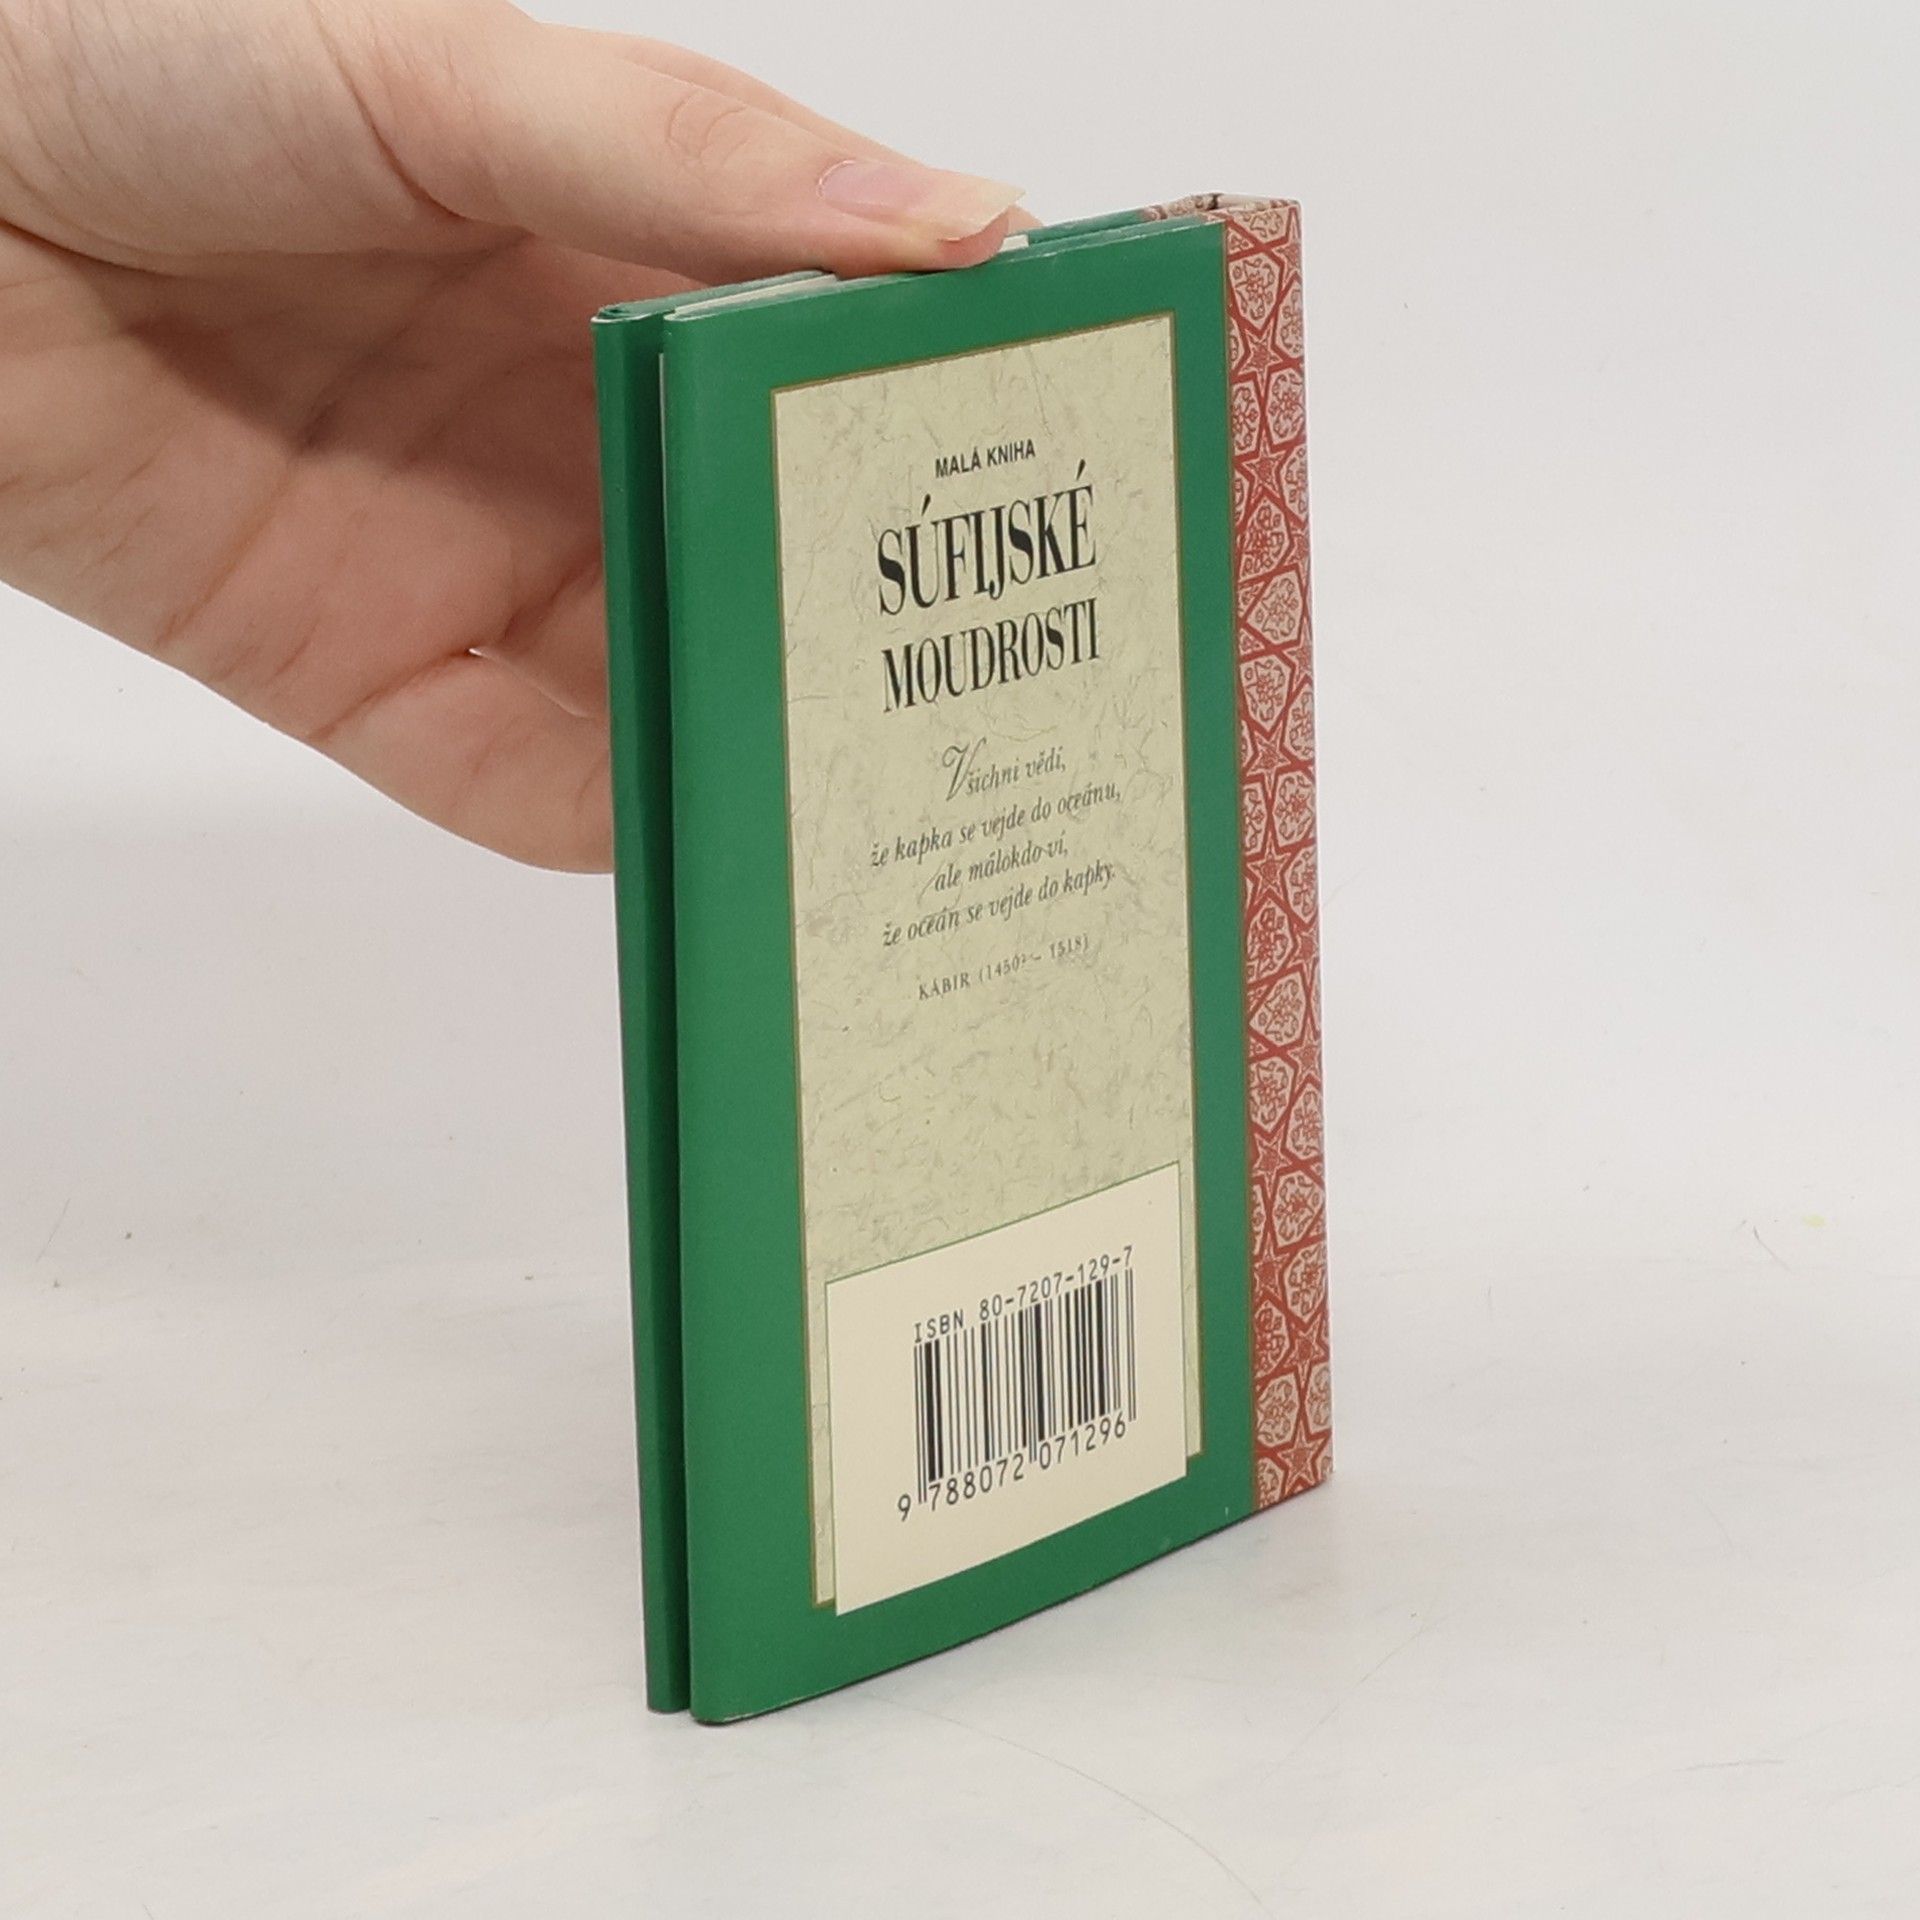 MALÁ KNIHA
SÚFIJSKÉ
MOUDROSTI
Všichni vědí,
že kapka se vejde do oceánu,
ale málokdo ví,
že oceán se vejde do kapky.
KÁBIR (1450?– 1518)
ISBN 80-7207-129-7
9 788072 071296